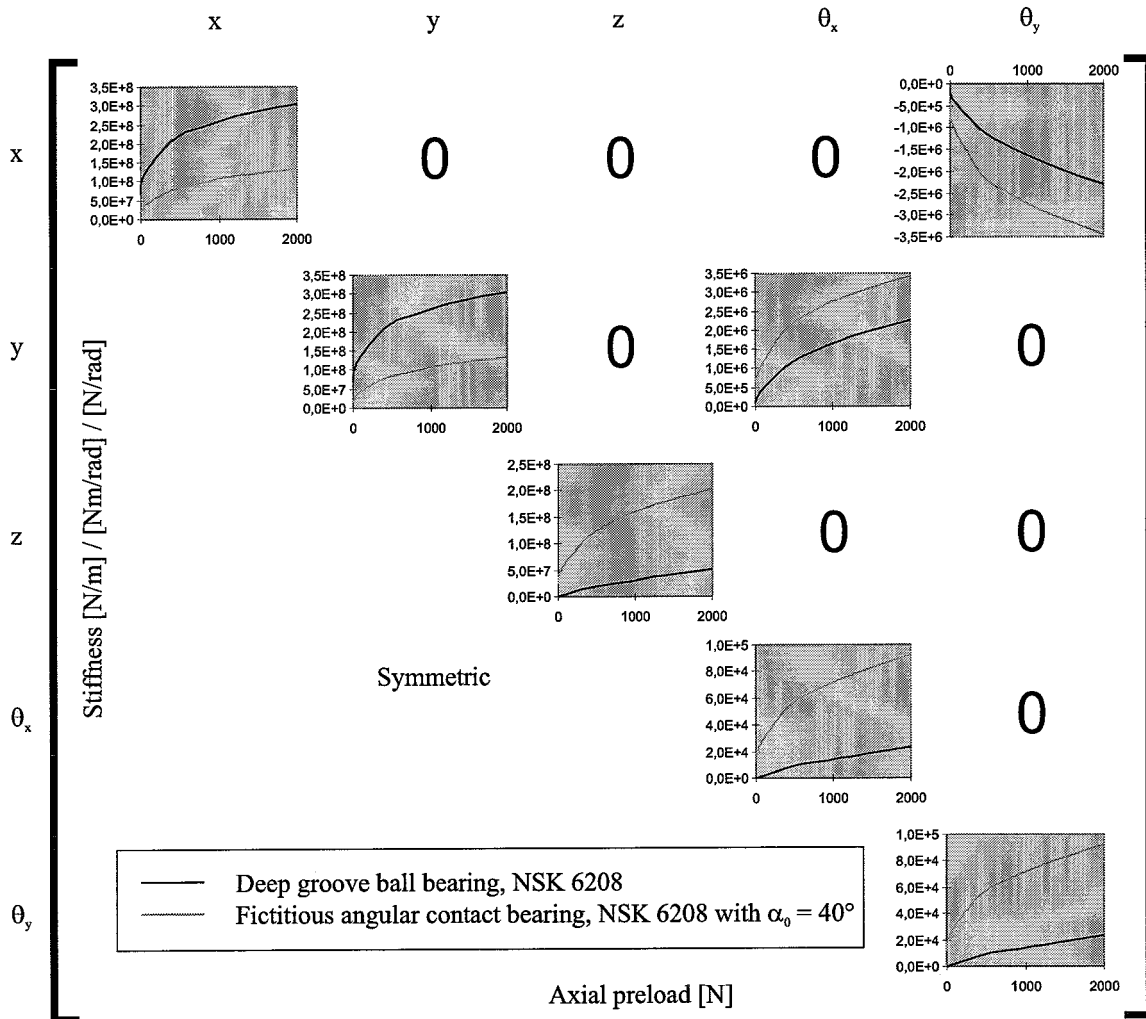 x y z θx θy
x
3,5E+8
3,0E+8
2,5E+8
2,0E+8
1,5E+8
1,0E+8
5,0E+7
0,0E+0
0 1000 2000
0 0 0
0 1000 2000
0,0E+0
-5,0E+5
-1,0E+6
-1,5E+6
-2,0E+6
-2,5E+6
-3,0E+6
-3,5E+6
y
3,5E+8
3,0E+8
2,5E+8
2,0E+8
1,5E+8
1,0E+8
5,0E+7
0,0E+0
0 1000 2000
0
3,5E+6
3,0E+6
2,5E+6
2,0E+6
1,5E+6
1,0E+6
5,0E+5
0,0E+0
0 1000 2000
0
z
2,5E+8
2,0E+8
1,5E+8
1,0E+8
5,0E+7
0,0E+0
0 1000 2000
0 0
Stiffness [N/m] / [Nm/rad] / [N/rad]
θx
Symmetric
1,0E+5
8,0E+4
6,0E+4
4,0E+4
2,0E+4
0,0E+0
0 1000 2000
0
θy
Deep groove ball bearing, NSK 6208
Fictitious angular contact bearing, NSK 6208 with α0 = 40°
1,0E+5
8,0E+4
6,0E+4
4,0E+4
2,0E+4
0,0E+0
0 1000 2000
Axial preload [N]